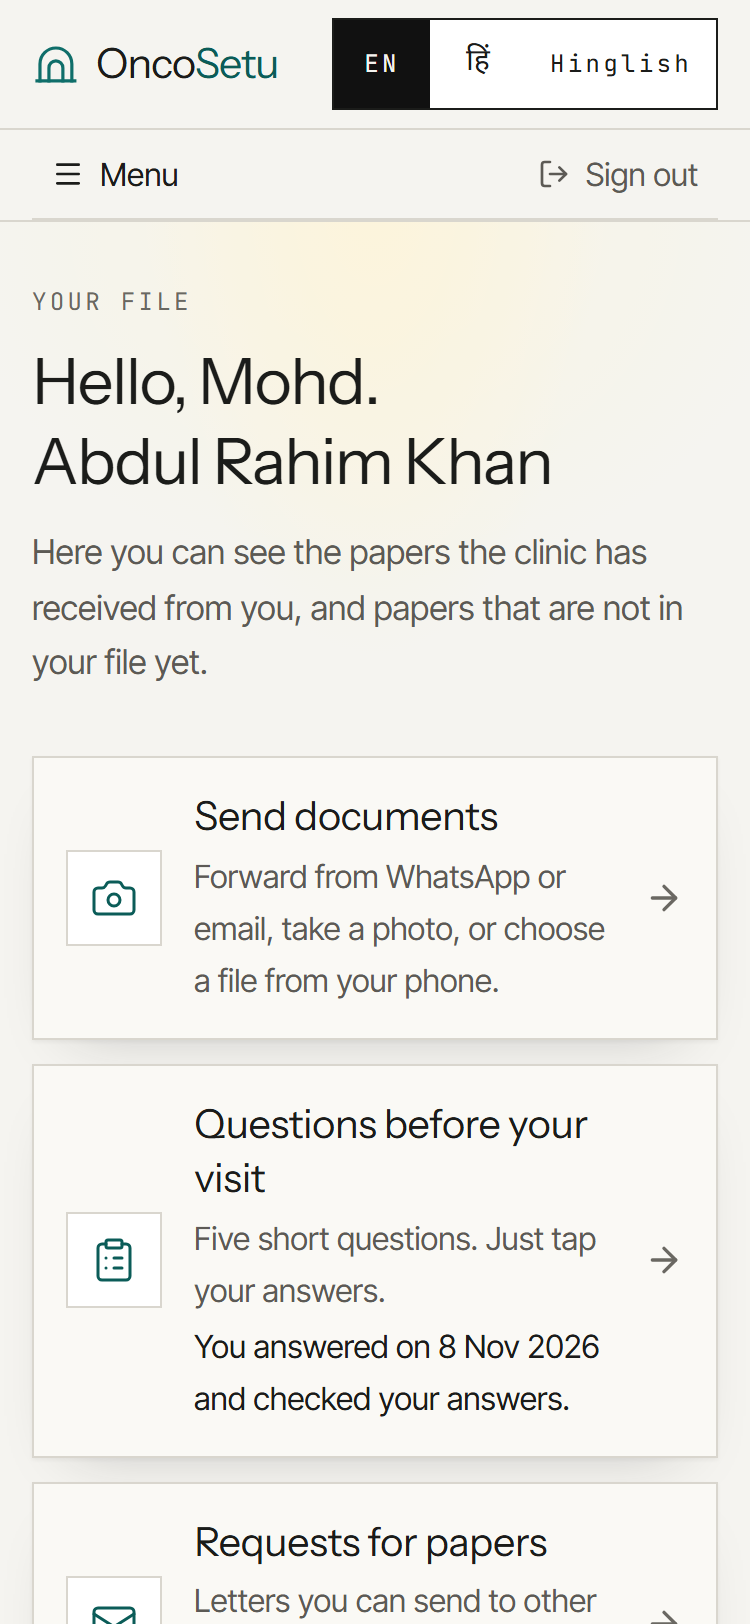 OncoSetu
EN हिं Hinglish
Menu Sign out
YOUR FILE
Hello, Mohd.
Abdul Rahim Khan
Here you can see the papers the clinic has
received from you, and papers that are not in
your file yet.
Send documents
Forward from WhatsApp or
email, take a photo, or choose
a file from your phone.
Questions before your
visit
Five short questions. Just tap
your answers.
You answered on 8 Nov 2026
and checked your answers.
Requests for papers
Letters you can send to other